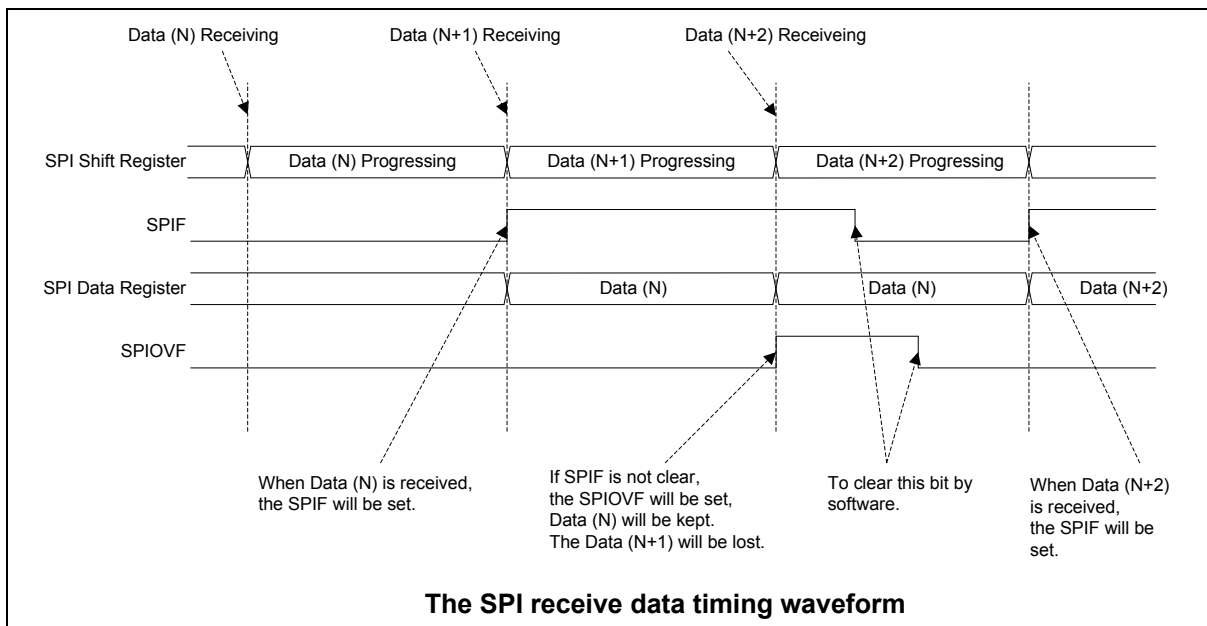 Data (N) Receiving
Data (N+1) Receiving
Data (N+2) Receiveing
SPI Shift Register
Data (N) Progressing
Data (N+1) Progressing
Data (N+2) Progressing
SPIF
SPI Data Register
Data (N)
Data (N)
Data (N+2)
SPIOVF
When Data (N) is received,
the SPIF will be set.
If SPIF is not clear,
the SPIOVF will be set,
Data (N) will be kept.
The Data (N+1) will be lost.
To clear this bit by
software.
When Data (N+2)
is received,
the SPIF will be
set.
The SPI receive data timing waveform